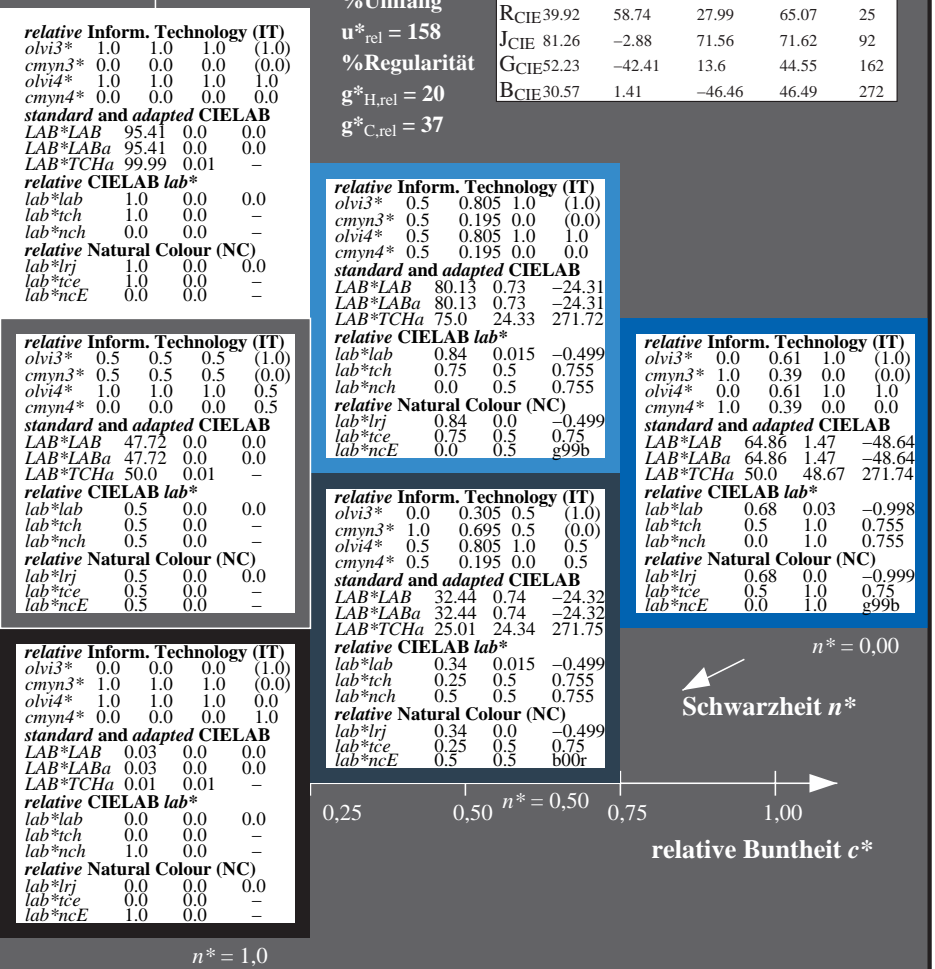 %Umfang
u*rel = 158
%Regularität
g*H,rel = 20
g*C,rel = 37
RCIE 39.92 58.74 27.99 65.07 25
JCIE 81.26 −2.88 71.56 71.62 92
GCIE 52.23 −42.41 13.6 44.55 162
BCIE 30.57 1.41 −46.46 46.49 272
relative Inform. Technology (IT)
olvi3* 1.0 1.0 1.0 (1.0)
cmyn3* 0.0 0.0 0.0 (0.0)
olvi4* 1.0 1.0 1.0 1.0
cmyn4* 0.0 0.0 0.0 0.0
standard and adapted CIELAB
LAB*LAB 95.41 0.0 0.0
LAB*LABa 95.41 0.0 0.0
LAB*TCHa 99.99 0.01 –
relative CIELAB lab*
lab*lab 1.0 0.0 0.0
lab*tch 1.0 0.0 –
lab*nch 0.0 0.0 –
relative Natural Colour (NC)
lab*lrj 1.0 0.0 0.0
lab*tce 1.0 0.0 –
lab*ncE 0.0 0.0 –
relative Inform. Technology (IT)
olvi3* 0.5 0.805 1.0 (1.0)
cmyn3* 0.5 0.195 0.0 (0.0)
olvi4* 0.5 0.805 1.0 1.0
cmyn4* 0.5 0.195 0.0 0.0
standard and adapted CIELAB
LAB*LAB 80.13 0.73 −24.31
LAB*LABa 80.13 0.73 −24.31
LAB*TCHa 75.0 24.33 271.72
relative CIELAB lab*
lab*lab 0.84 0.015 −0.499
lab*tch 0.75 0.5 0.755
lab*nch 0.0 0.5 0.755
relative Natural Colour (NC)
lab*lrj 0.84 0.0 −0.499
lab*tce 0.75 0.5 0.75
lab*ncE 0.0 0.5 g99b
relative Inform. Technology (IT)
olvi3* 0.5 0.5 0.5 (1.0)
cmyn3* 0.5 0.5 0.5 (0.0)
olvi4* 1.0 1.0 1.0 0.5
cmyn4* 0.0 0.0 0.0 0.5
standard and adapted CIELAB
LAB*LAB 47.72 0.0 0.0
LAB*LABa 47.72 0.0 0.0
LAB*TCHa 50.0 0.01 –
relative CIELAB lab*
lab*lab 0.5 0.0 0.0
lab*tch 0.5 0.0 –
lab*nch 0.5 0.0 –
relative Natural Colour (NC)
lab*lrj 0.5 0.0 0.0
lab*tce 0.5 0.0 –
lab*ncE 0.5 0.0 –
relative Inform. Technology (IT)
olvi3* 0.0 0.61 1.0 (1.0)
cmyn3* 1.0 0.39 0.0 (0.0)
olvi4* 0.0 0.61 1.0 1.0
cmyn4* 1.0 0.39 0.0 0.0
standard and adapted CIELAB
LAB*LAB 64.86 1.47 −48.64
LAB*LABa 64.86 1.47 −48.64
LAB*TCHa 50.0 48.67 271.74
relative CIELAB lab*
lab*lab 0.68 0.03 −0.998
lab*tch 0.5 1.0 0.755
lab*nch 0.0 1.0 0.755
relative Natural Colour (NC)
lab*lrj 0.68 0.0 −0.999
lab*tce 0.5 1.0 0.75
lab*ncE 0.0 1.0 g99b
relative Inform. Technology (IT)
olvi3* 0.0 0.305 0.5 (1.0)
cmyn3* 1.0 0.695 0.5 (0.0)
olvi4* 0.5 0.805 1.0 0.5
cmyn4* 0.5 0.195 0.0 0.5
standard and adapted CIELAB
LAB*LAB 32.44 0.74 −24.32
LAB*LABa 32.44 0.74 −24.32
LAB*TCHa 25.01 24.34 271.75
relative CIELAB lab*
lab*lab 0.34 0.015 −0.499
lab*tch 0.25 0.5 0.755
lab*nch 0.5 0.5 0.755
relative Natural Colour (NC)
lab*lrj 0.34 0.0 −0.499
lab*tce 0.25 0.5 0.75
lab*ncE 0.5 0.5 b00r
relative Inform. Technology (IT)
olvi3* 0.0 0.0 0.0 (1.0)
cmyn3* 1.0 1.0 1.0 (0.0)
olvi4* 1.0 1.0 1.0 0.0
cmyn4* 0.0 0.0 0.0 1.0
standard and adapted CIELAB
LAB*LAB 0.03 0.0 0.0
LAB*LABa 0.03 0.0 0.0
LAB*TCHa 0.01 0.01 –
relative CIELAB lab*
lab*lab 0.0 0.0 0.0
lab*tch 0.0 0.0 –
lab*nch 1.0 0.0 –
relative Natural Colour (NC)
lab*lrj 0.0 0.0 0.0
lab*tce 0.0 0.0 –
lab*ncE 1.0 0.0 –
n* = 0,00
Schwarzheit n*
n* = 0,50
0,25 0,50 0,75 1,00
relative Buntheit c*
n* = 1,0